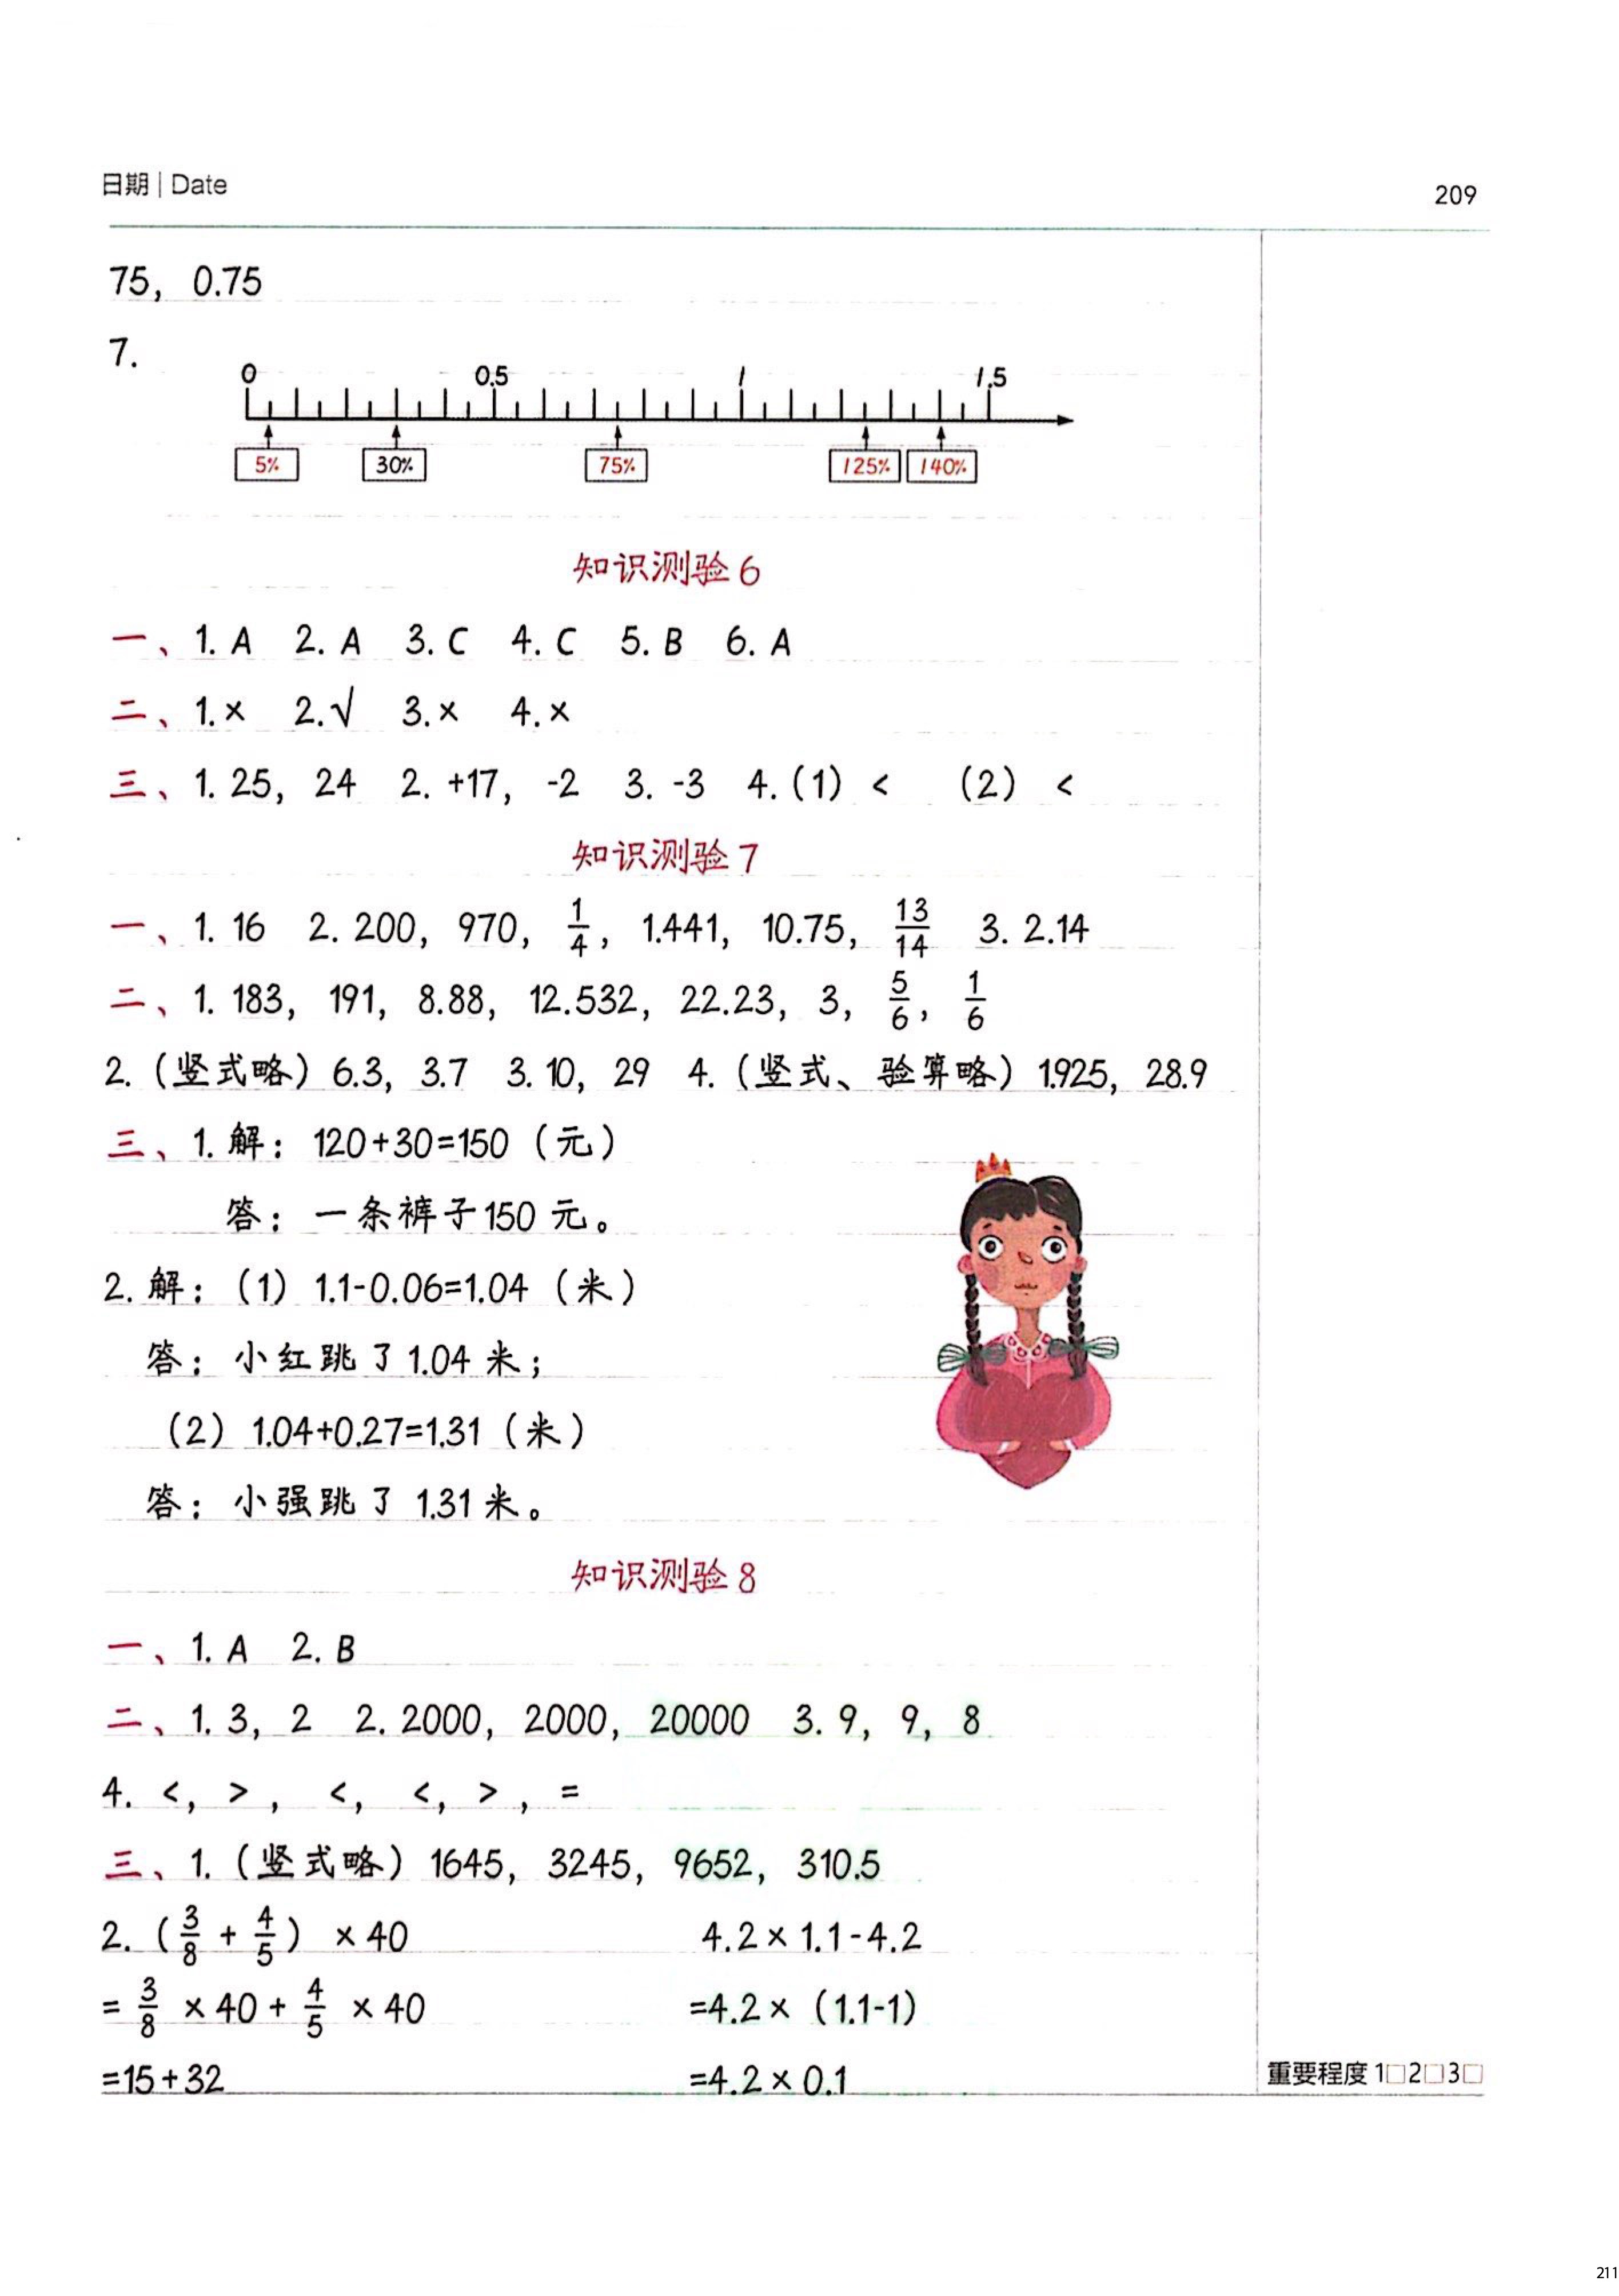 日期 | Date
209
75, 0.75
7.
0 0.5 1 1.5
5% 30% 75% 125% 140%
知识测验6
一、1. A 2. A 3. C 4. C 5. B 6. A
二、1. × 2. √ 3. × 4. ×
三、1. 25, 24 2. +17, -2 3. -3 4. (1) < (2) <
知识测验7
一、1. 16 2. 200, 970, 1/4, 1.441, 10.75, 13/14 3. 2.14
二、1. 183, 191, 8.88, 12.532, 22.23, 3, 5/6, 1/6
2. (竖式略) 6.3, 3.7 3. 10, 29 4. (竖式、验算略) 1.925, 28.9
三、1. 解: 120+30=150 (元)
答: 一条裤子150元。
2. 解: (1) 1.1-0.06=1.04 (米)
答: 小红跳了1.04米;
(2) 1.04+0.27=1.31 (米)
答: 小强跳了1.31米。
知识测验8
一、1. A 2. B
二、1. 3, 2 2. 2000, 2000, 20000 3. 9, 9, 8
4. <, >, <, <, >, =
三、1. (竖式略) 1645, 3245, 9652, 310.5
2. (3/8 + 4/5) × 40 4.2 × 1.1 - 4.2
= 3/8 × 40 + 4/5 × 40 =4.2 × (1.1-1)
=15+32 =4.2 × 0.1
重要程度 1□2□3□
211